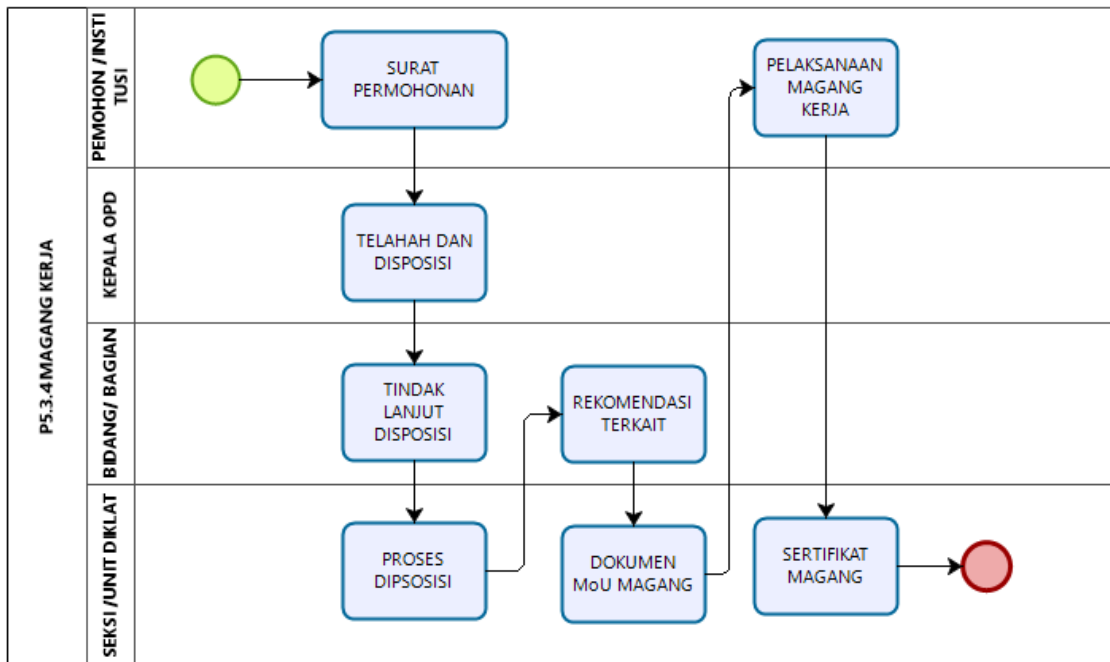 P5.3.4 MAGANG KERJA
PEMOHON /INSTI
TUSI
SURAT
PERMOHONAN
PELAKSANAAN
MAGANG
KERJA
KEPALA OPD
TELAHAH DAN
DISPOSISI
BIDANG/ BAGIAN
TINDAK
LANJUT
DISPOSISI
REKOMENDASI
TERKAIT
SEKSI /UNIT DIKLAT
PROSES
DIPSOSISI
DOKUMEN
MoU MAGANG
SERTIFIKAT
MAGANG